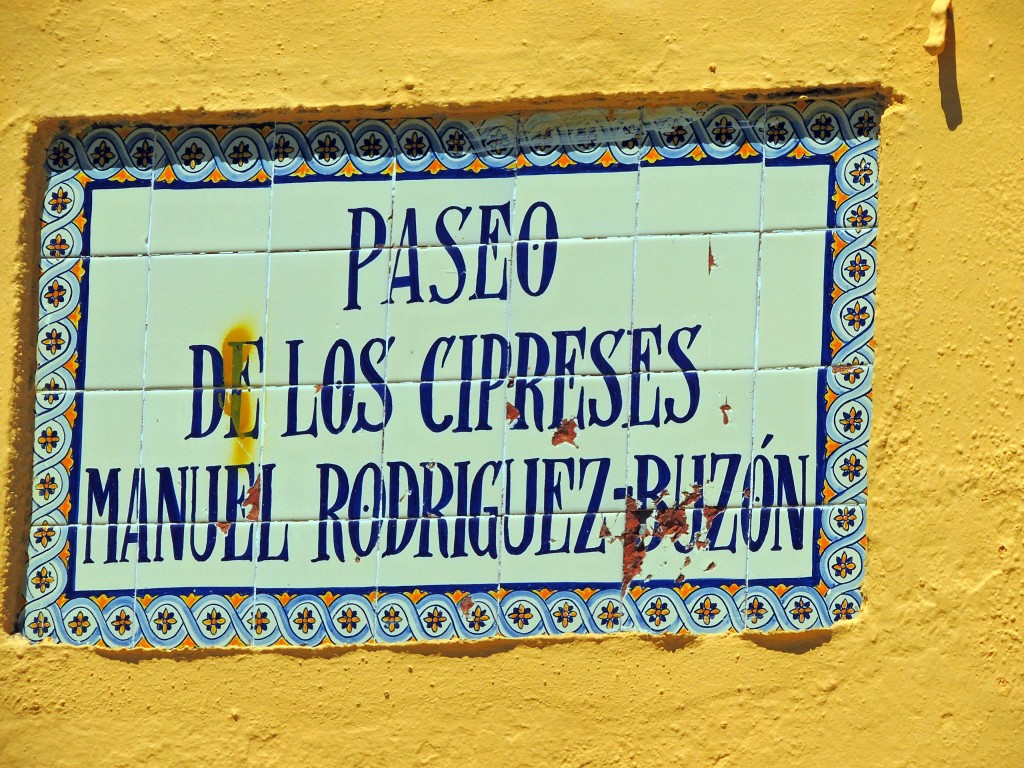 PASEO
DE LOS CIPRESES
MANUEL RODRIGUEZ-BUZÓN